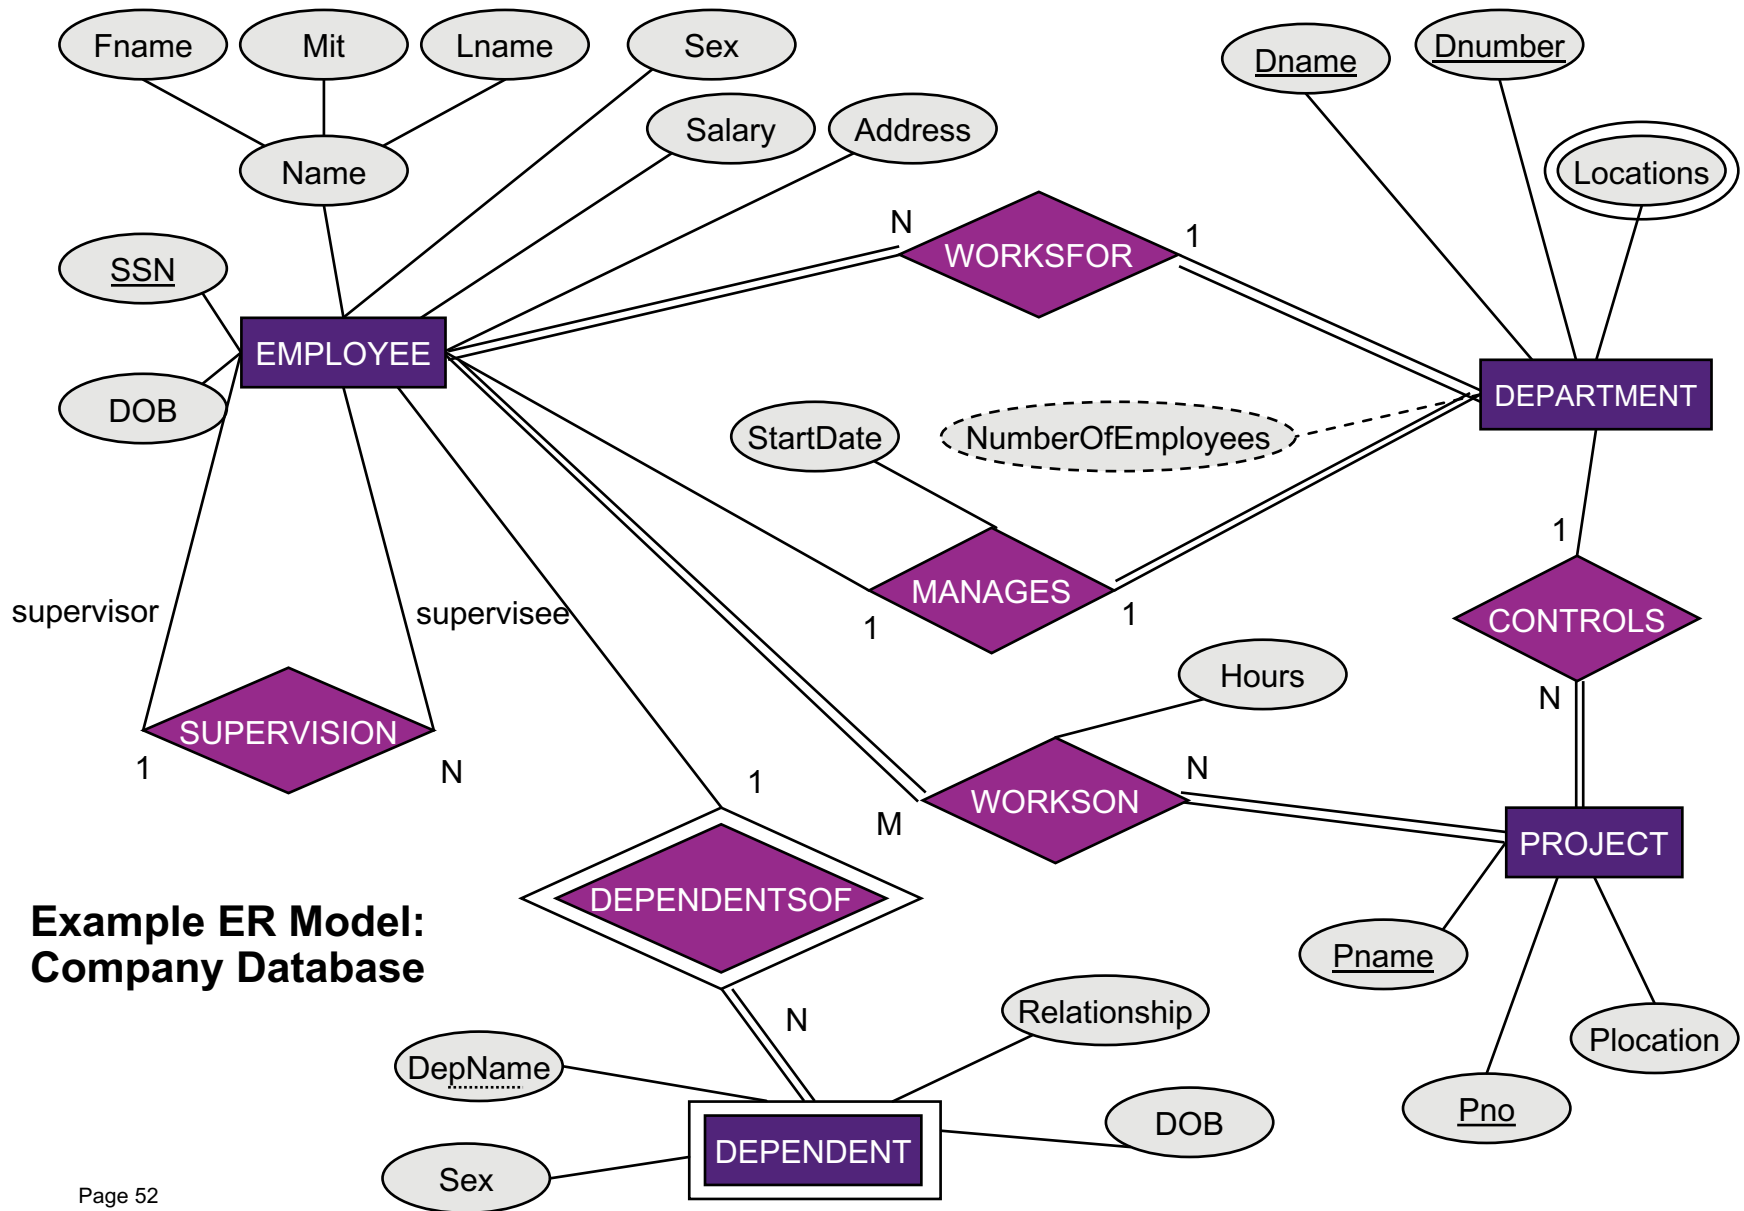 Fname
Mit
Lname
Sex
Dname
Dnumber
Name
Salary
Address
Locations
SSN
N
WORKSFOR
1
EMPLOYEE
DOB
DEPARTMENT
StartDate
NumberOfEmployees
1
supervisor
supervisee
1
MANAGES
1
CONTROLS
Hours
N
SUPERVISION
1
N
1
M
WORKSON
N
PROJECT
DEPENDENTSOF
Example ER Model:
Company Database
Pname
N
Relationship
Plocation
DepName
Pno
DOB
DEPENDENT
Sex
Page 52